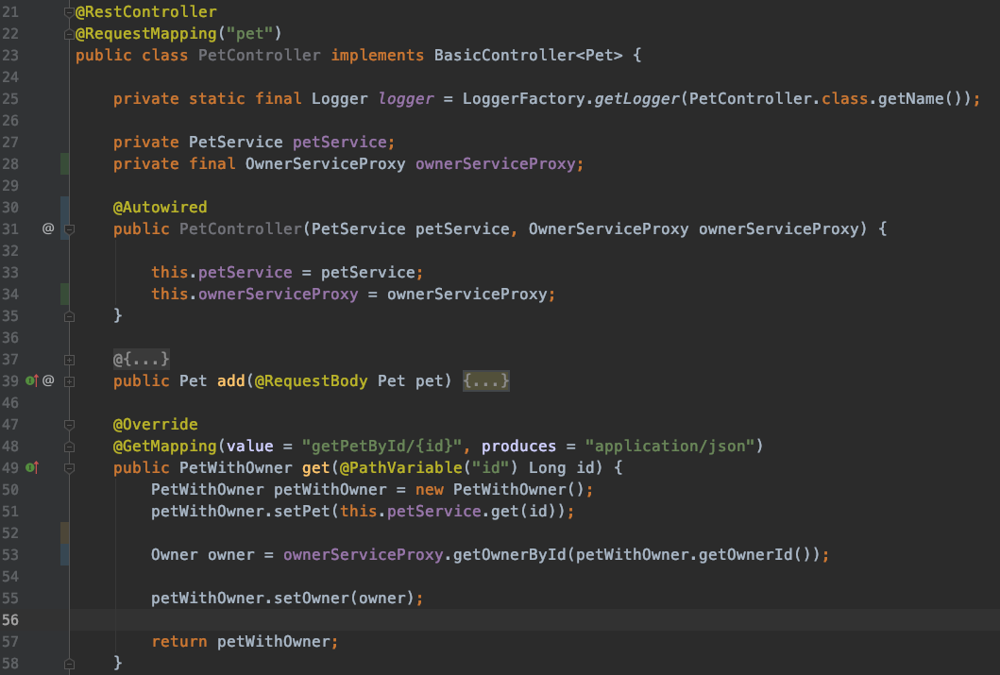 21 @RestController
22 @RequestMapping("pet")
23 public class PetController implements BasicController<Pet> {
24
25     private static final Logger logger = LoggerFactory.getLogger(PetController.class.getName());
26
27     private PetService petService;
28     private final OwnerServiceProxy ownerServiceProxy;
29
30     @Autowired
31 @   public PetController(PetService petService, OwnerServiceProxy ownerServiceProxy) {
32
33         this.petService = petService;
34         this.ownerServiceProxy = ownerServiceProxy;
35     }
36
37     @{...}
39 @   public Pet add(@RequestBody Pet pet) {...}
46
47     @Override
48     @GetMapping(value = "getPetById/{id}", produces = "application/json")
49     public PetWithOwner get(@PathVariable("id") Long id) {
50         PetWithOwner petWithOwner = new PetWithOwner();
51         petWithOwner.setPet(this.petService.get(id));
52
53         Owner owner = ownerServiceProxy.getOwnerById(petWithOwner.getOwnerId());
54
55         petWithOwner.setOwner(owner);
56
57         return petWithOwner;
58     }